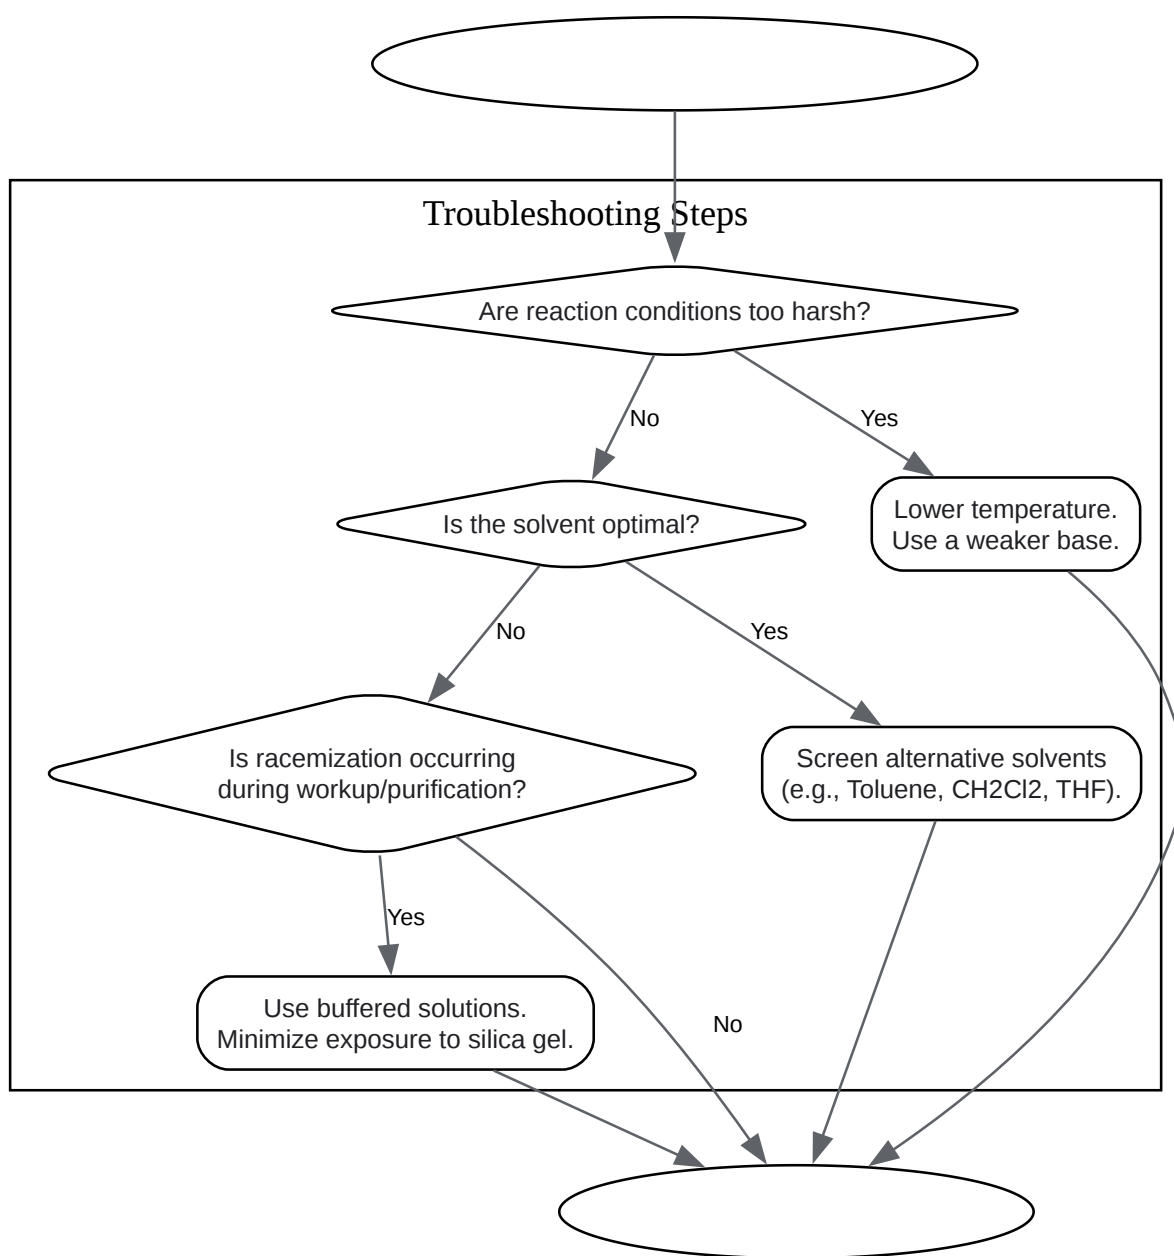 Troubleshooting Steps
Are reaction conditions too harsh?
No
Yes
Is the solvent optimal?
Lower temperature.
Use a weaker base.
No
Yes
Is racemization occurring
during workup/purification?
Screen alternative solvents
(e.g., Toluene, CH2Cl2, THF).
Yes
Use buffered solutions.
Minimize exposure to silica gel.
No